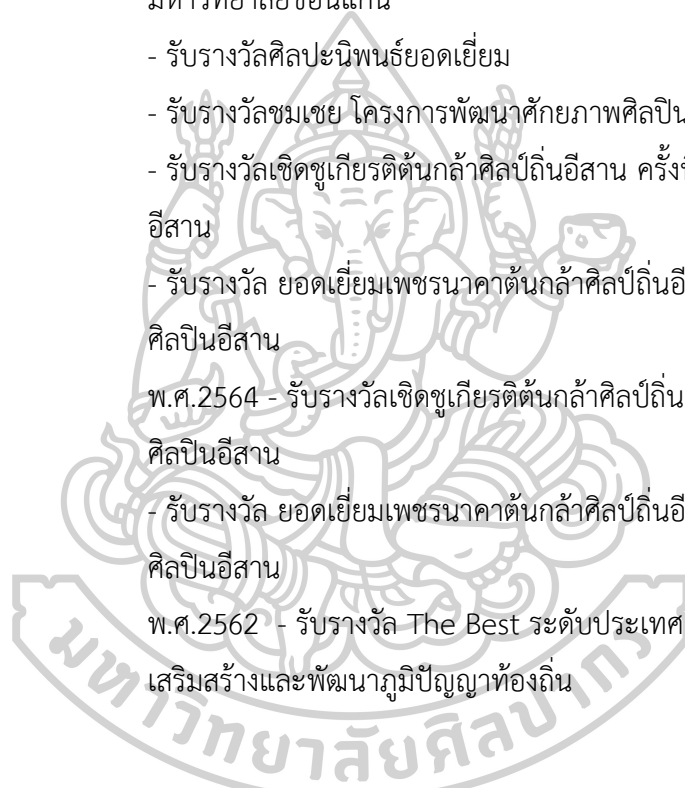 มหาวิทยาลัยขอนแก่น
- รับรางวัลศิลปะนิพนธ์ยอดเยี่ยม
- รับรางวัลชมเชย โครงการพัฒนาศักยภาพศิลปิน
- รับรางวัลเชิดชูเกียรติต้นกล้าศิลป์ถิ่นอีสาน ครั้งที่
อีสาน
- รับรางวัล ยอดเยี่ยมเพชรนาคาต้นกล้าศิลป์ถิ่นอี
ศิลปินอีสาน
พ.ศ.2564 - รับรางวัลเชิดชูเกียรติต้นกล้าศิลป์ถิ่น
ศิลปินอีสาน
- รับรางวัล ยอดเยี่ยมเพชรนาคาต้นกล้าศิลป์ถิ่นอี
ศิลปินอีสาน
พ.ศ.2562 - รับรางวัล The Best ระดับประเทศ
เสริมสร้างและพัฒนาภูมิปัญญาท้องถิ่น
มหาวิทยาลัยศิลปากร